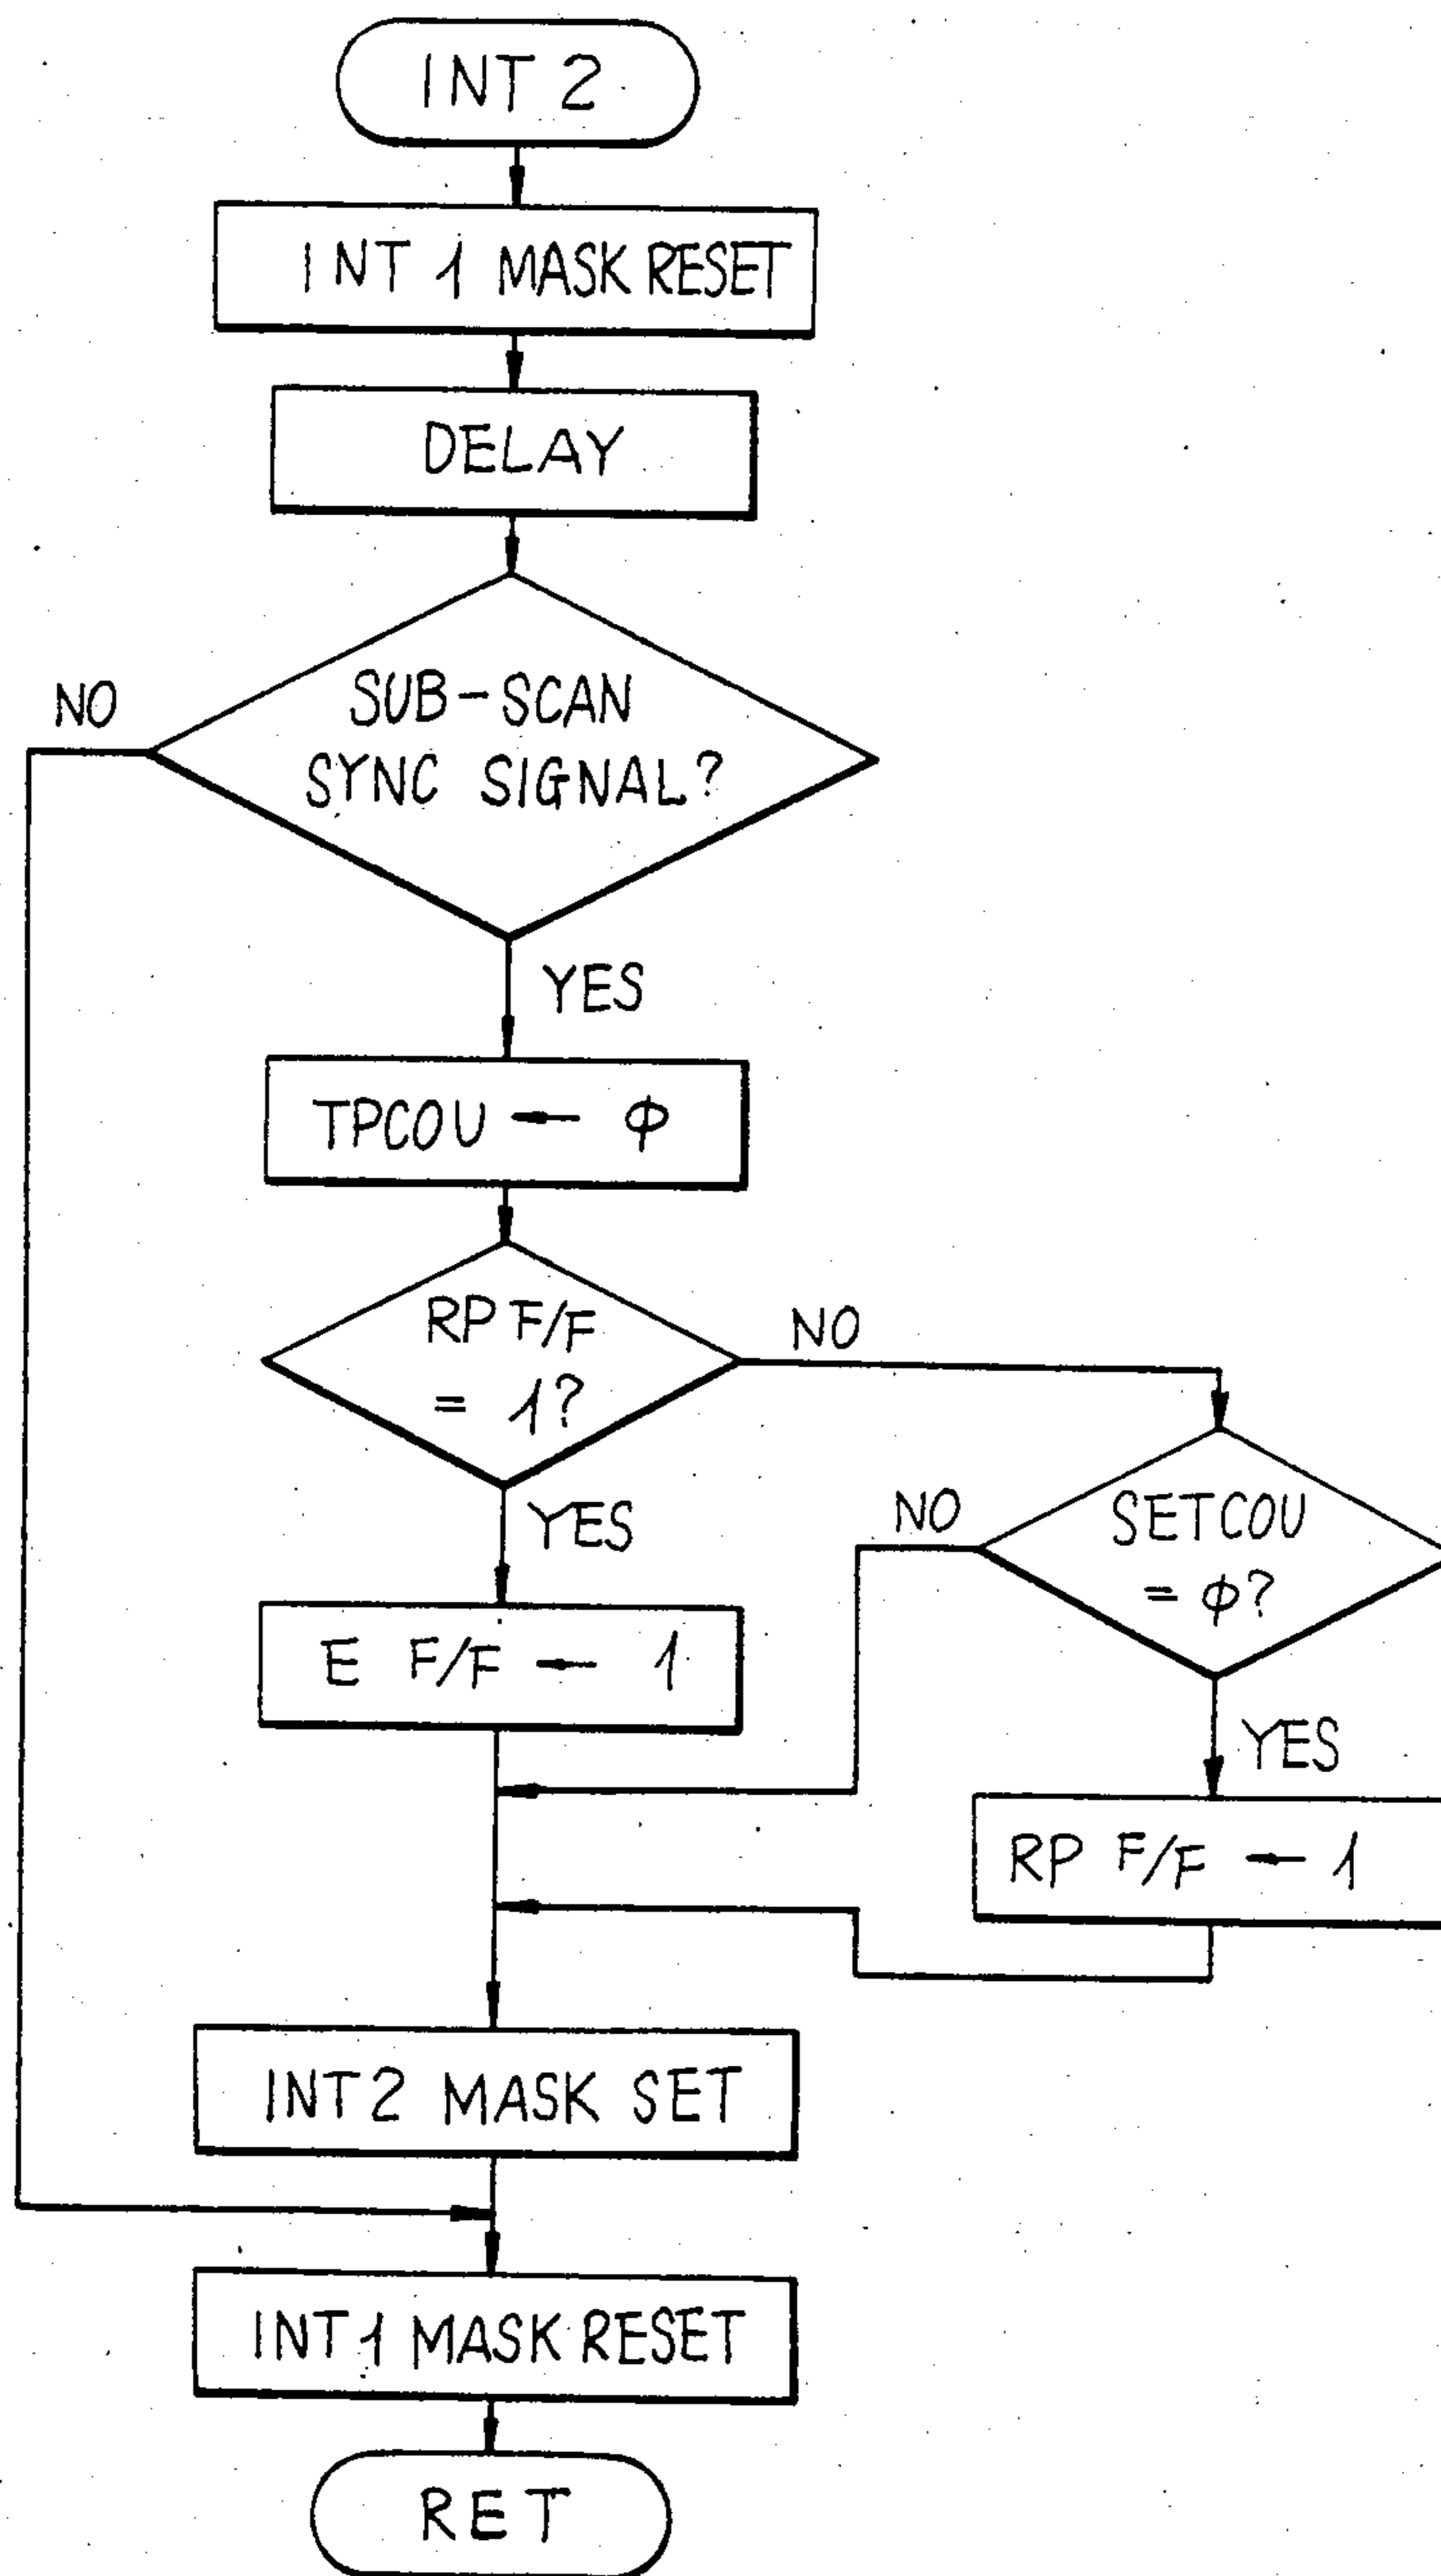 INT 2
INT 1 MASK RESET
DELAY
SUB-SCAN
SYNC SIGNAL?
NO
YES
TPCOU ← φ
RP F/F
= 1?
NO
YES
SETCOU
= φ?
NO
YES
E F/F ← 1
RP F/F ← 1
INT2 MASK SET
INT1 MASK RESET
RET